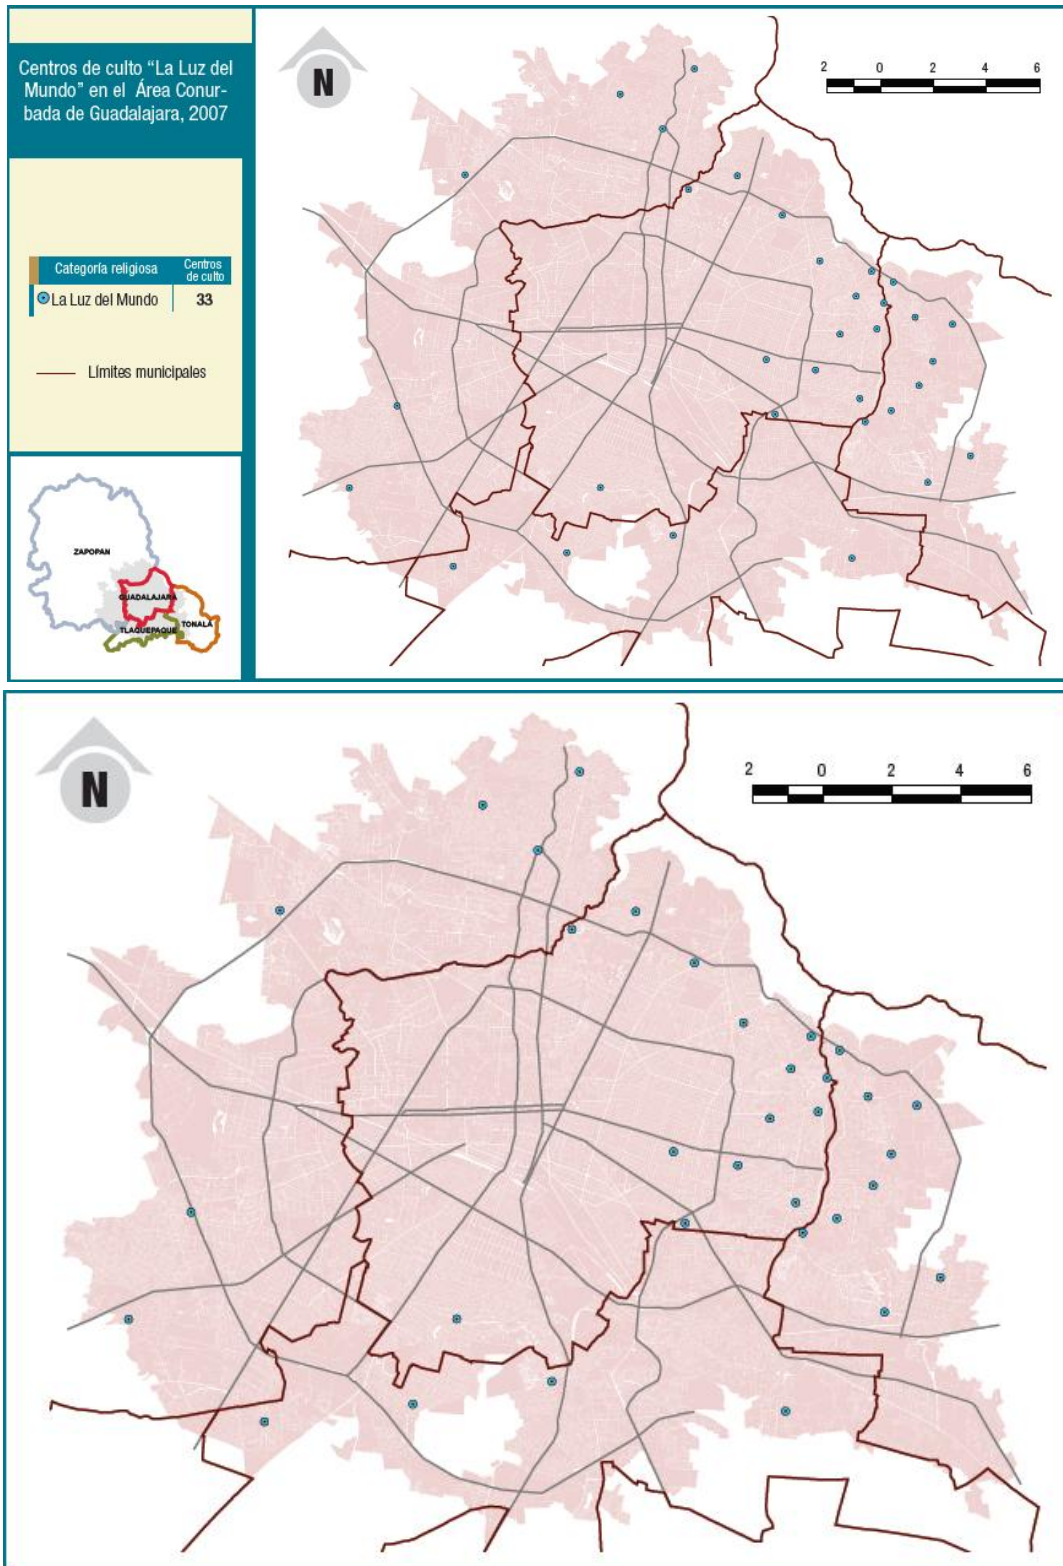 Centros de culto “La Luz del
Mundo” en el Área Conur-
bada de Guadalajara, 2007
Categoría religiosa
Centros
de culto
La Luz del Mundo
33
Límites municipales
ZAPOPAN
GUADALAJARA
TLAQUEPAQUE
TONALA
N
2 0 2 4 6
N
2 0 2 4 6